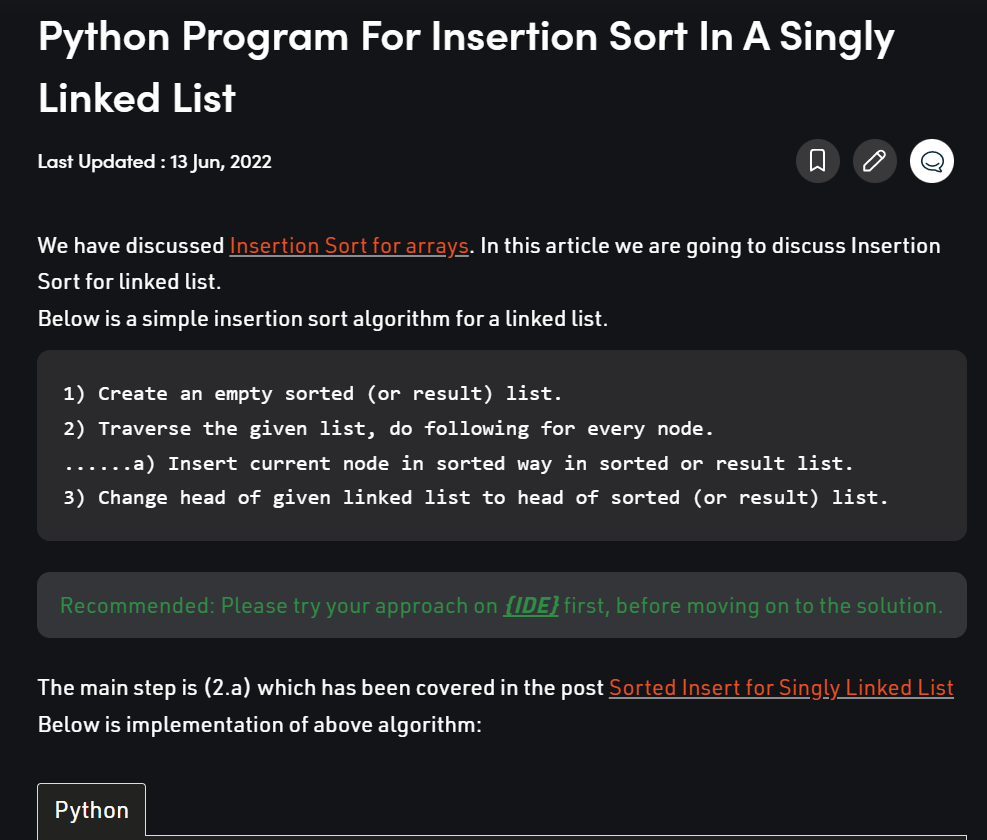 Python Program For Insertion Sort In A Singly
Linked List
Last Updated : 13 Jun, 2022
We have discussed Insertion Sort for arrays. In this article we are going to discuss Insertion
Sort for linked list.
Below is a simple insertion sort algorithm for a linked list.
1) Create an empty sorted (or result) list.
2) Traverse the given list, do following for every node.
......a) Insert current node in sorted way in sorted or result list.
3) Change head of given linked list to head of sorted (or result) list.
Recommended: Please try your approach on {IDE} first, before moving on to the solution.
The main step is (2.a) which has been covered in the post Sorted Insert for Singly Linked List
Below is implementation of above algorithm:
Python